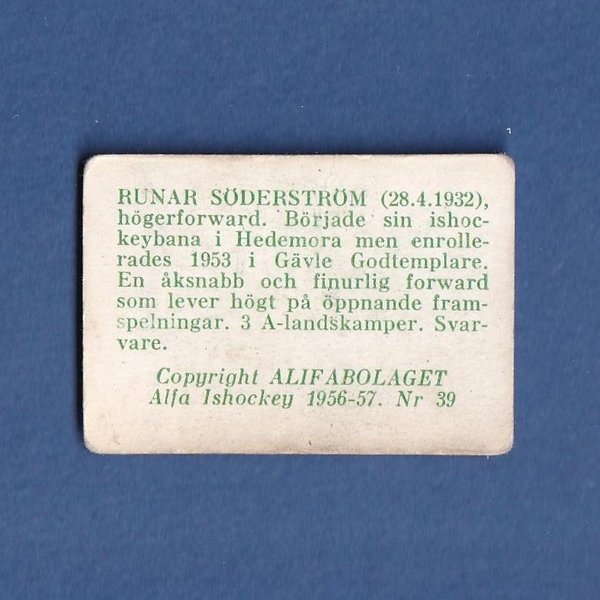 RUNAR SÖDERSTRÖM (28.4.1932),
högerforward. Började sin ishoc-
keybana i Hedemora men enrolle-
rades 1953 i Gävle Godtemplare.
En åksnabb och finurlig forward
som lever högt på öppnande fram-
spelningar. 3 A-landskamper. Svar-
vare.
Copyright ALIFABOLAGET
Alfa Ishockey 1956-57. Nr 39